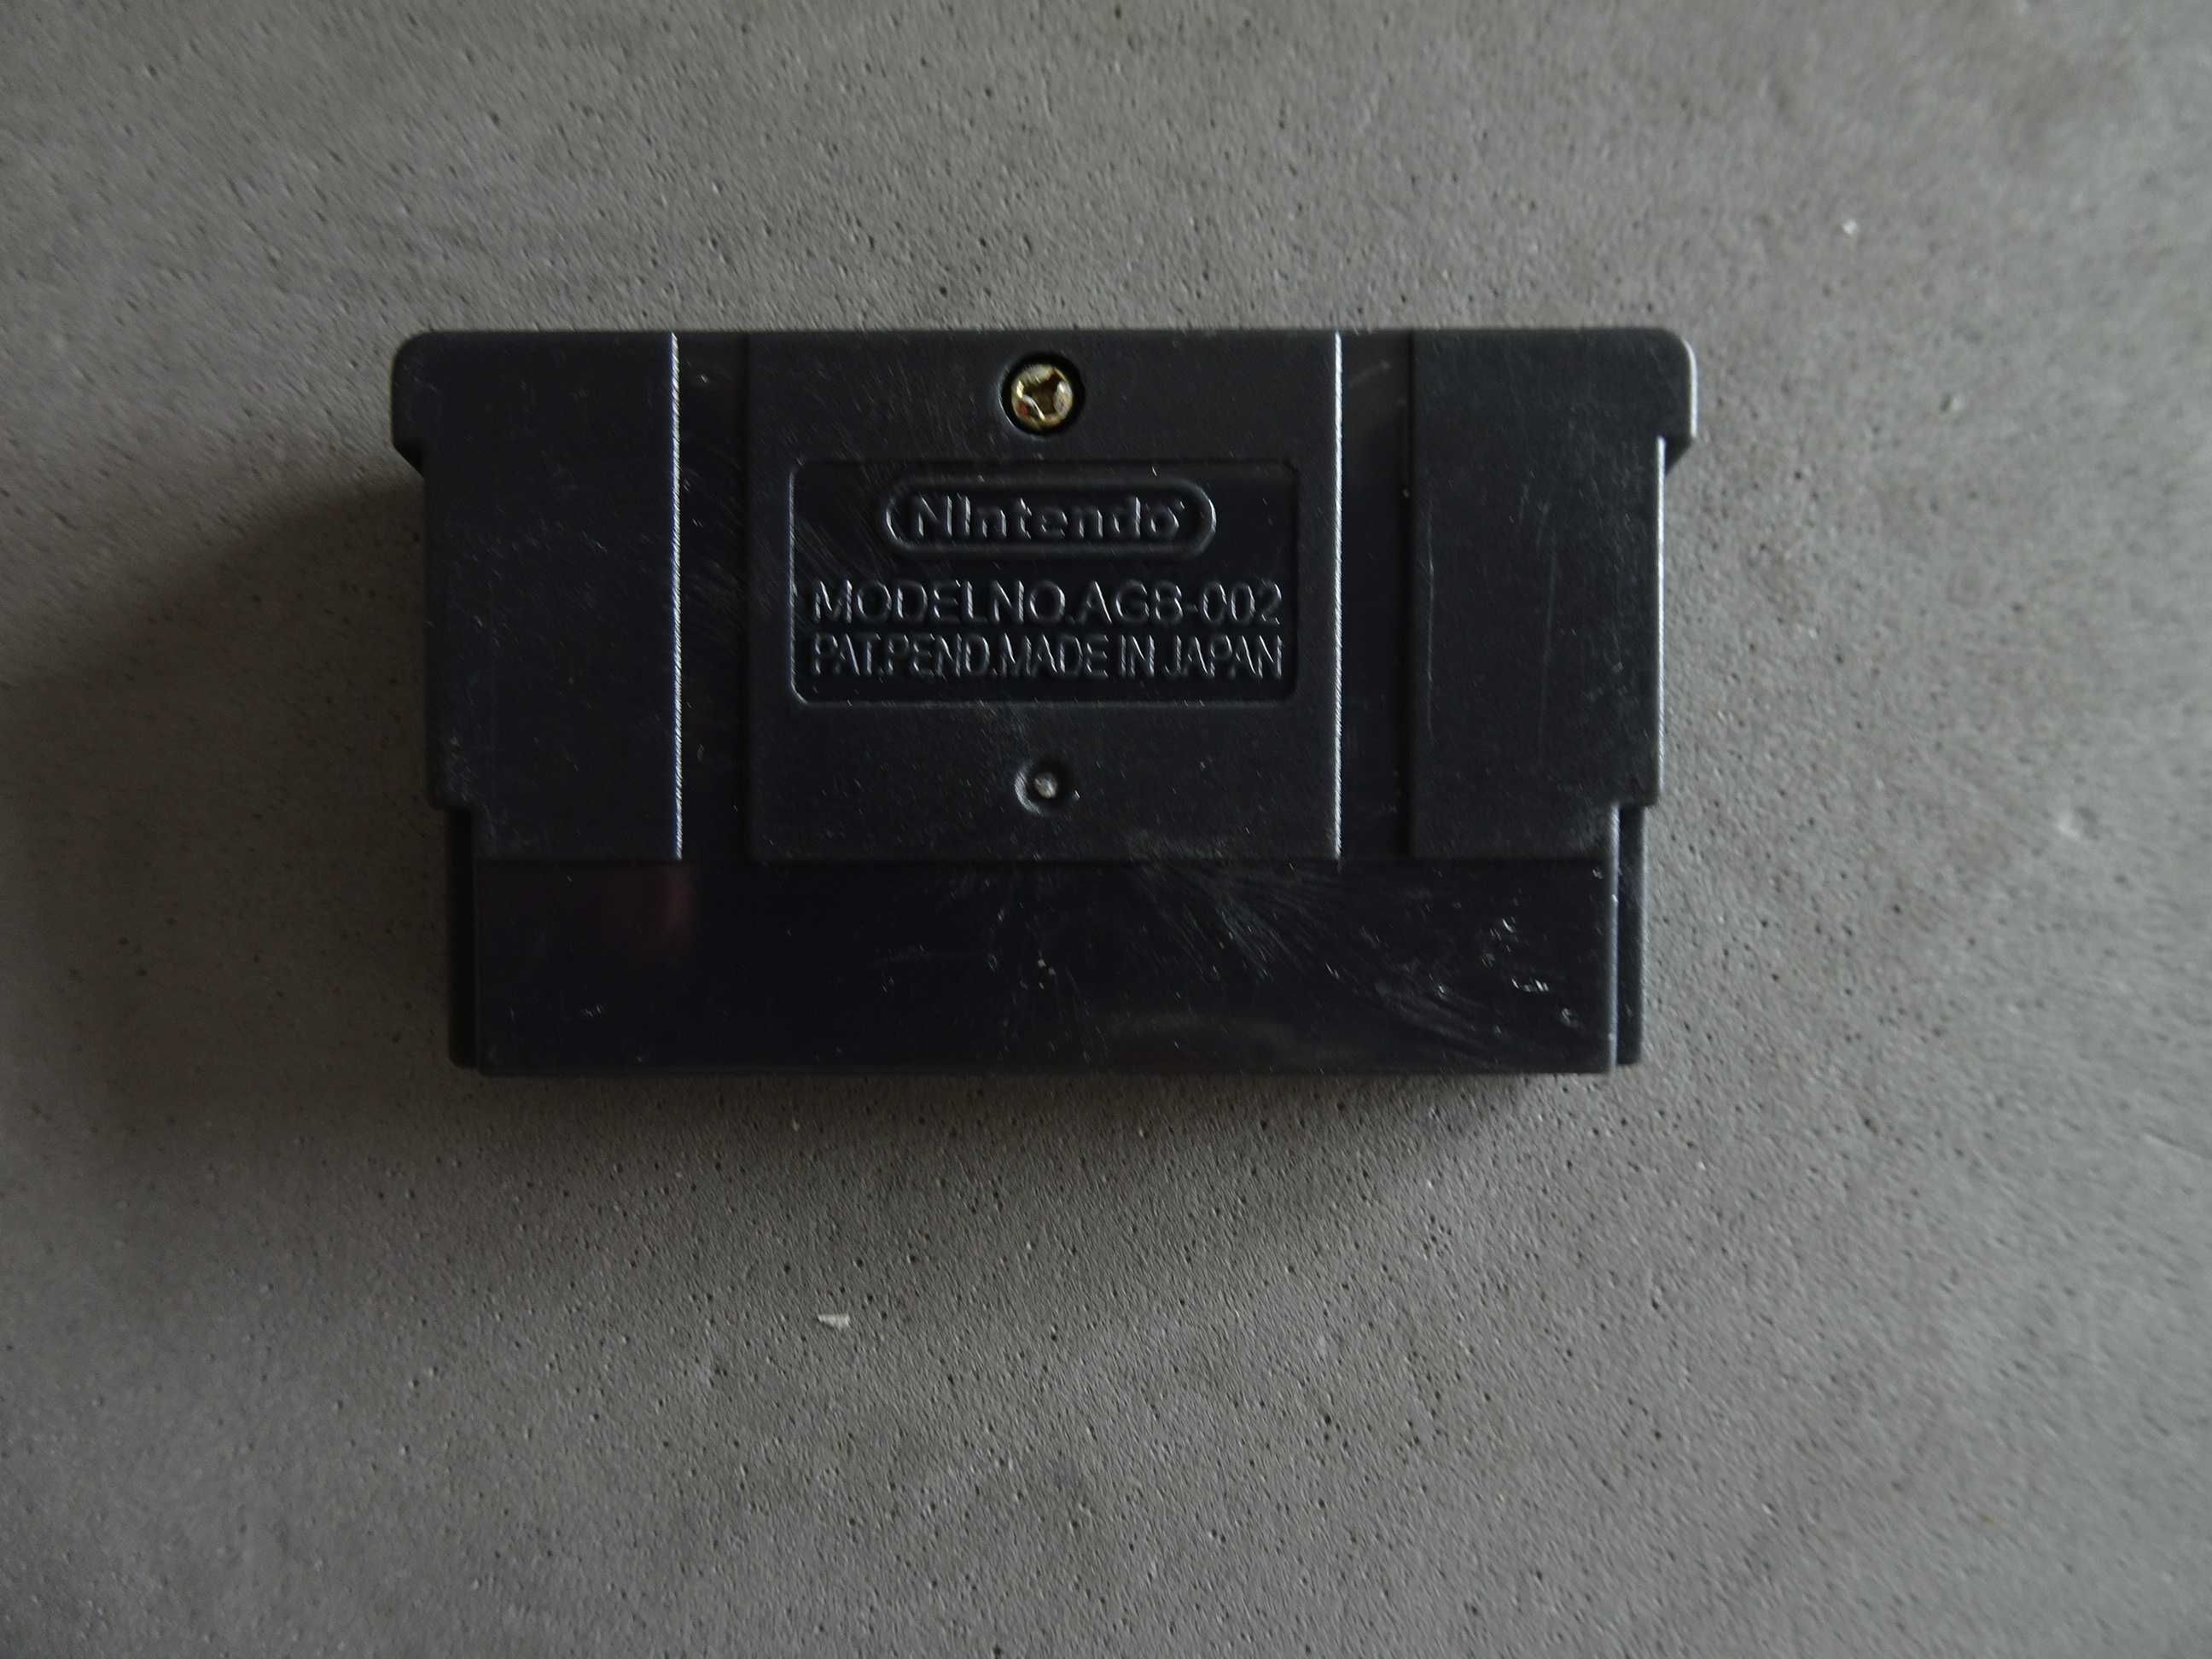 Nintendo
MODEL NO.AGB-002
PAT.PEND.MADE IN JAPAN